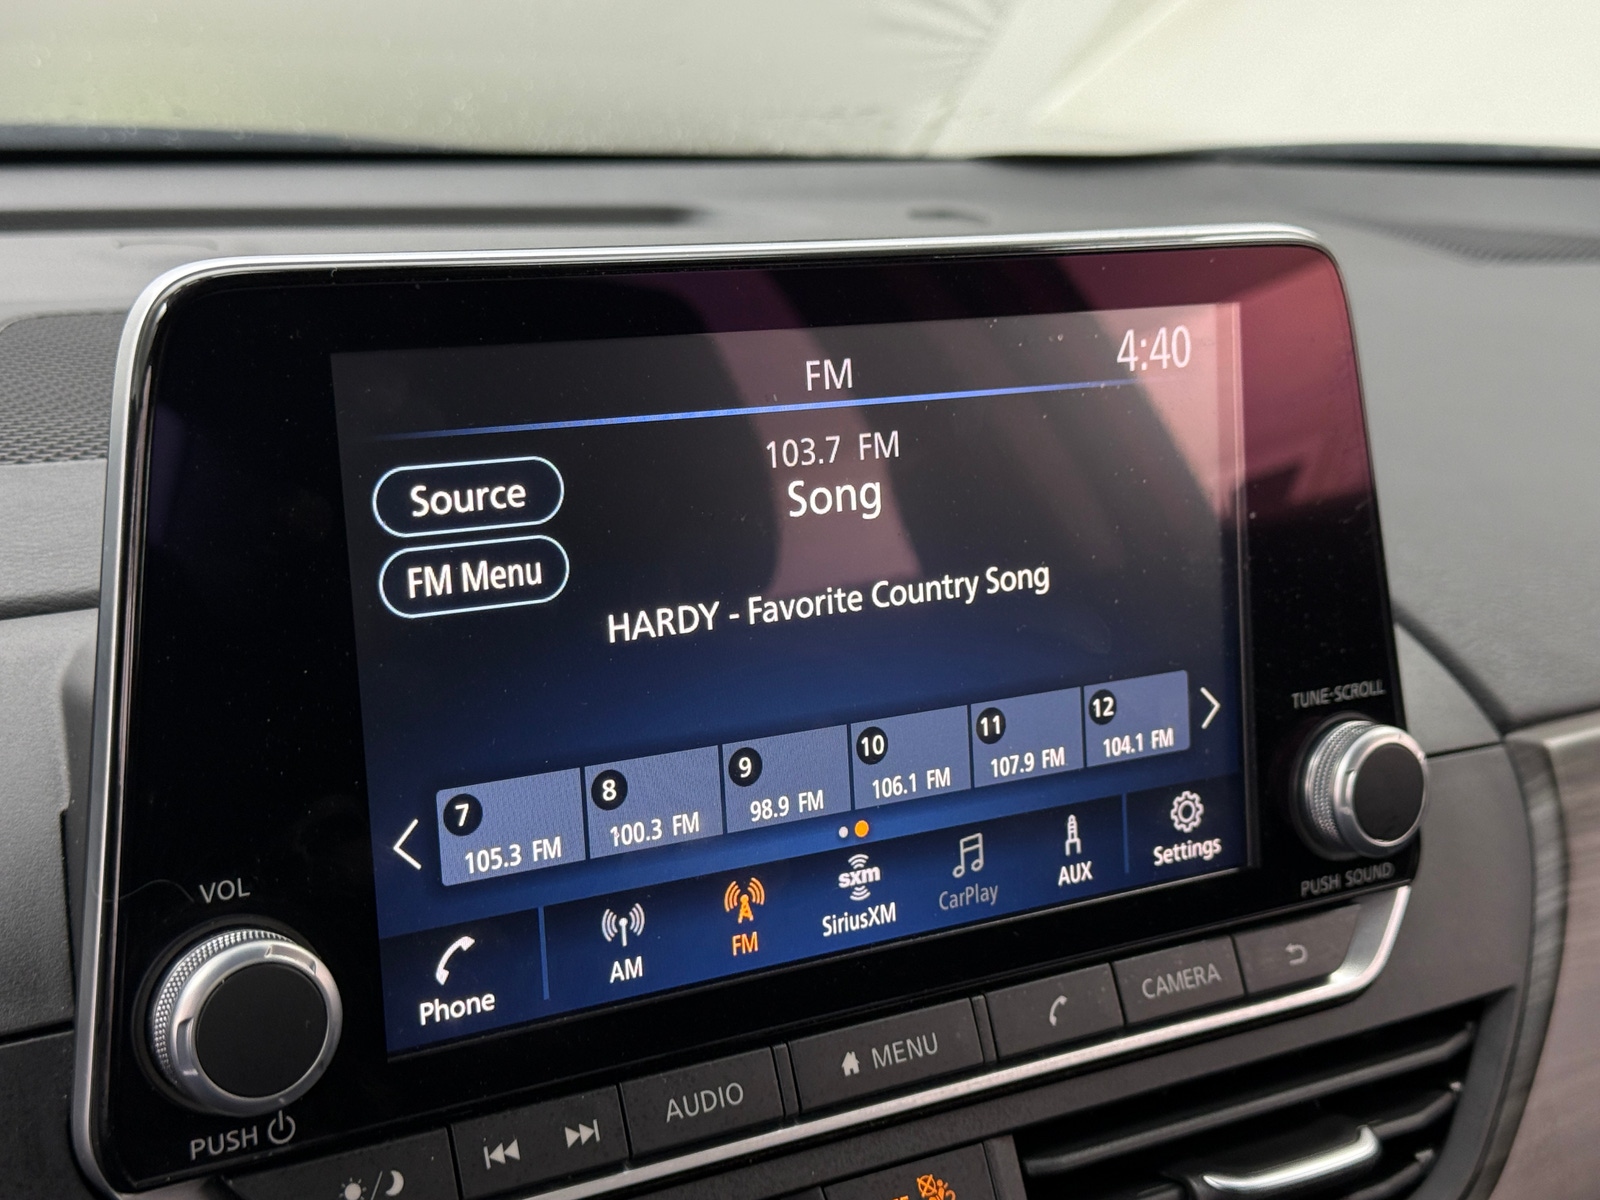 FM
4:40
103.7 FM
Song
Source
FM Menu
HARDY - Favorite Country Song
7
105.3 FM
8
100.3 FM
9
98.9 FM
10
106.1 FM
11
107.9 FM
12
104.1 FM
Phone
AM
FM
sxm
SiriusXM
CarPlay
AUX
Settings
VOL
PUSH
TUNE·SCROLL
PUSH SOUND
AUDIO
MENU
CAMERA